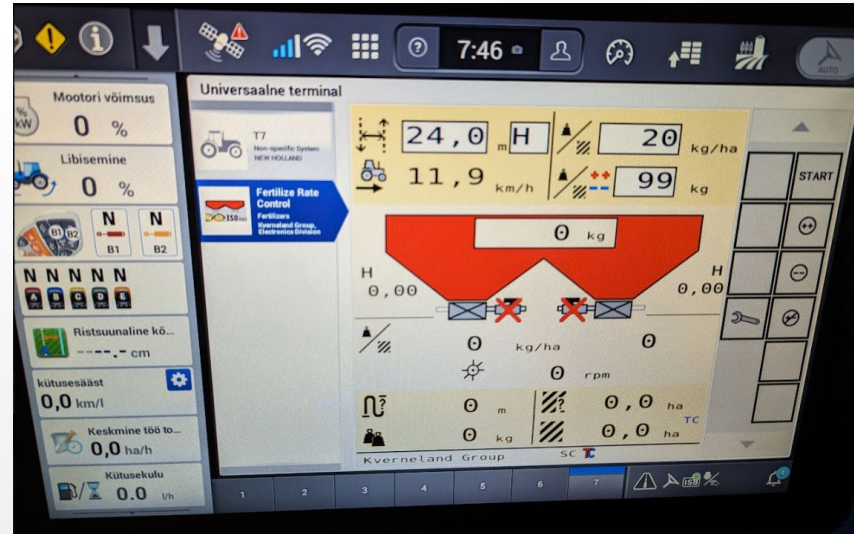 7:46
AUTO
%
kW
Mootori võimsus
0 %
Libisemine
0 %
B1 B2
N
B1
N
B2
N N N N N
A B C D E
Ristsuunaline kö...
----.- cm
kütusesääst
0,0 km/l
Keskmine töö to...
0,0 ha/h
Kütusekulu
0.0 l/h
Universaalne terminal
T7
Non-specific System
NEW HOLLAND
Fertilize Rate
Control
Fertilizers
Kverneland Group,
Electronics Division
24,0 m H
20 kg/ha
11,9 km/h
99 kg
0 kg
H
0,00
H
0,00
0 kg/ha 0
0 rpm
0 m
0,0 ha
TC
0 kg
0,0 ha
Kverneland Group SC TC
START
1 2 3 4 5 6 7